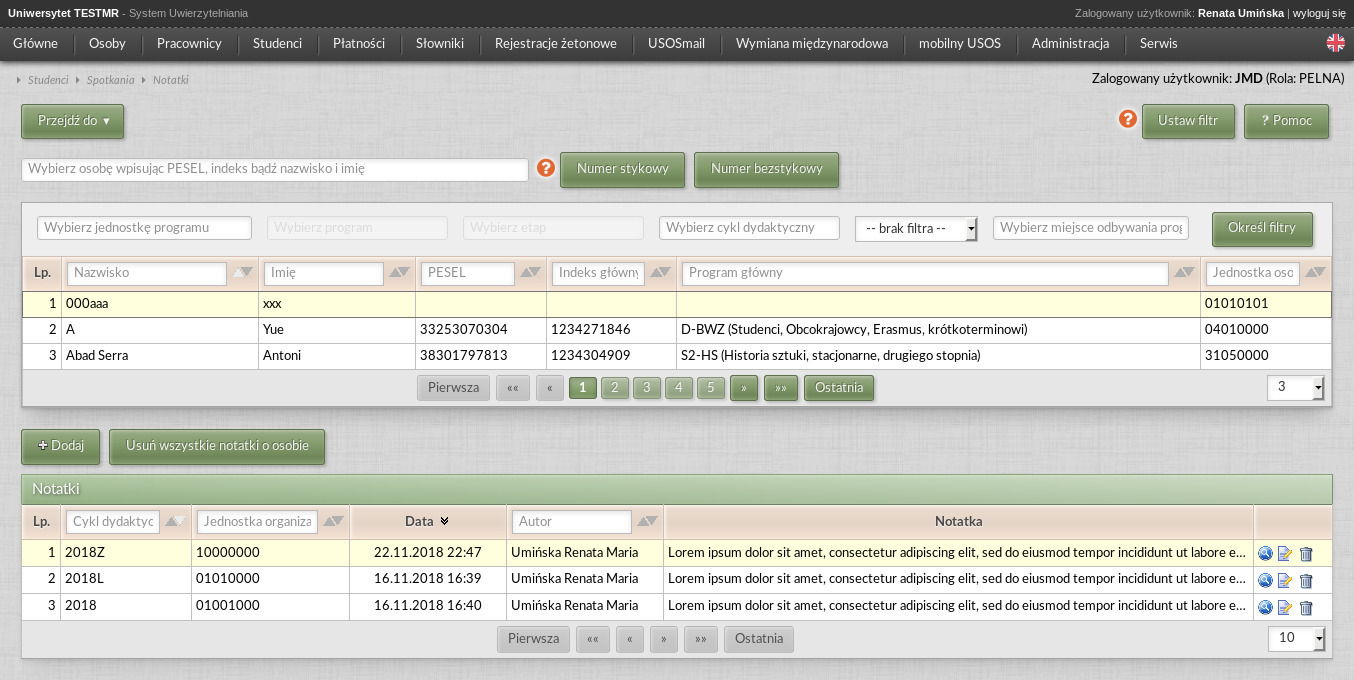 Uniwersytet TESTMR - System Uwierzytelniania Zalogowany użytkownik: Renata Umińska | wyloguj się
Główne Osoby Pracownicy Studenci Płatności Słowniki Rejestracje żetonowe USOSmail Wymiana międzynarodowa mobilny USOS Administracja Serwis
Studenci Spotkania Notatki Zalogowany użytkownik: JMD (Rola: PELNA)
Przejdź do ▾ ? Ustaw filtr ? Pomoc
Wybierz osobę wpisując PESEL, indeks bądź nazwisko i imię ? Numer stykowy Numer bezstykowy
Wybierz jednostkę programu Wybierz program Wybierz etap Wybierz cykl dydaktyczny -- brak filtra -- Wybierz miejsce odbywania prog Określ filtry
Lp. Nazwisko Imię PESEL Indeks główny Program główny Jednostka oso
1 000aaa xxx 01010101
2 A Yue 33253070304 1234271846 D-BWZ (Studenci, Obcokrajowcy, Erasmus, krótkoterminowi) 04010000
3 Abad Serra Antoni 38301797813 1234304909 S2-HS (Historia sztuki, stacjonarne, drugiego stopnia) 31050000
Pierwsza «« « 1 2 3 4 5 » »» Ostatnia 3
+ Dodaj Usuń wszystkie notatki o osobie
Notatki
Lp. Cykl dydaktyc Jednostka organiza Data Autor Notatka
1 2018Z 10000000 22.11.2018 22:47 Umińska Renata Maria Lorem ipsum dolor sit amet, consectetur adipiscing elit, sed do eiusmod tempor incididunt ut labore e...
2 2018L 01010000 16.11.2018 16:39 Umińska Renata Maria Lorem ipsum dolor sit amet, consectetur adipiscing elit, sed do eiusmod tempor incididunt ut labore e...
3 2018 01001000 16.11.2018 16:40 Umińska Renata Maria Lorem ipsum dolor sit amet, consectetur adipiscing elit, sed do eiusmod tempor incididunt ut labore e...
Pierwsza «« « » »» Ostatnia 10